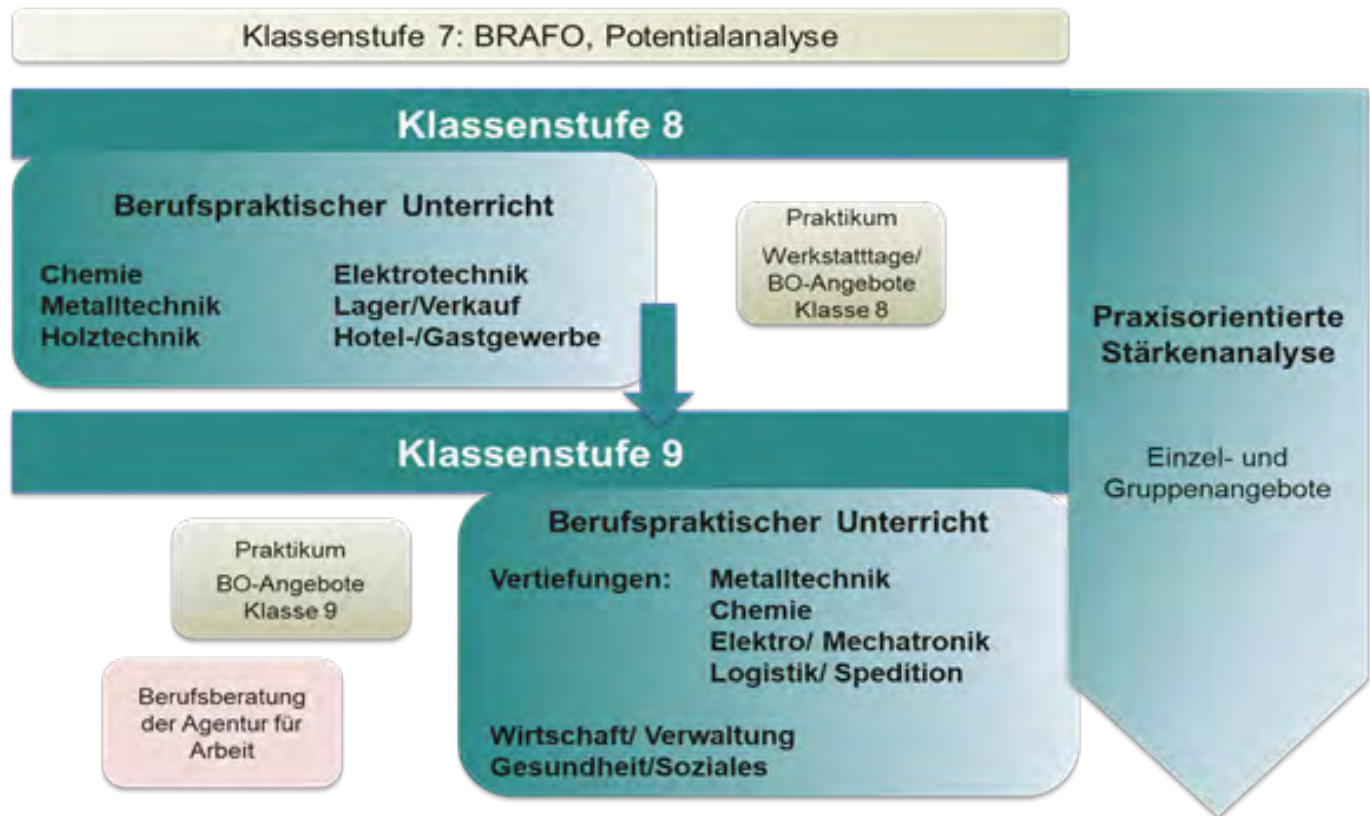 Klassenstufe 7: BRAFO, Potentialanalyse
Klassenstufe 8
Berufspraktischer Unterricht
Chemie Elektrotechnik
Metalltechnik Lager/Verkauf
Holztechnik Hotel-/Gastgewerbe
Praktikum
Werkstatttage/
BO-Angebote
Klasse 8
Praxisorientierte
Stärkenanalyse
Einzel- und
Gruppenangebote
Klassenstufe 9
Praktikum
BO-Angebote
Klasse 9
Berufsberatung
der Agentur für
Arbeit
Berufspraktischer Unterricht
Vertiefungen: Metalltechnik
Chemie
Elektro/ Mechatronik
Logistik/ Spedition
Wirtschaft/ Verwaltung
Gesundheit/Soziales